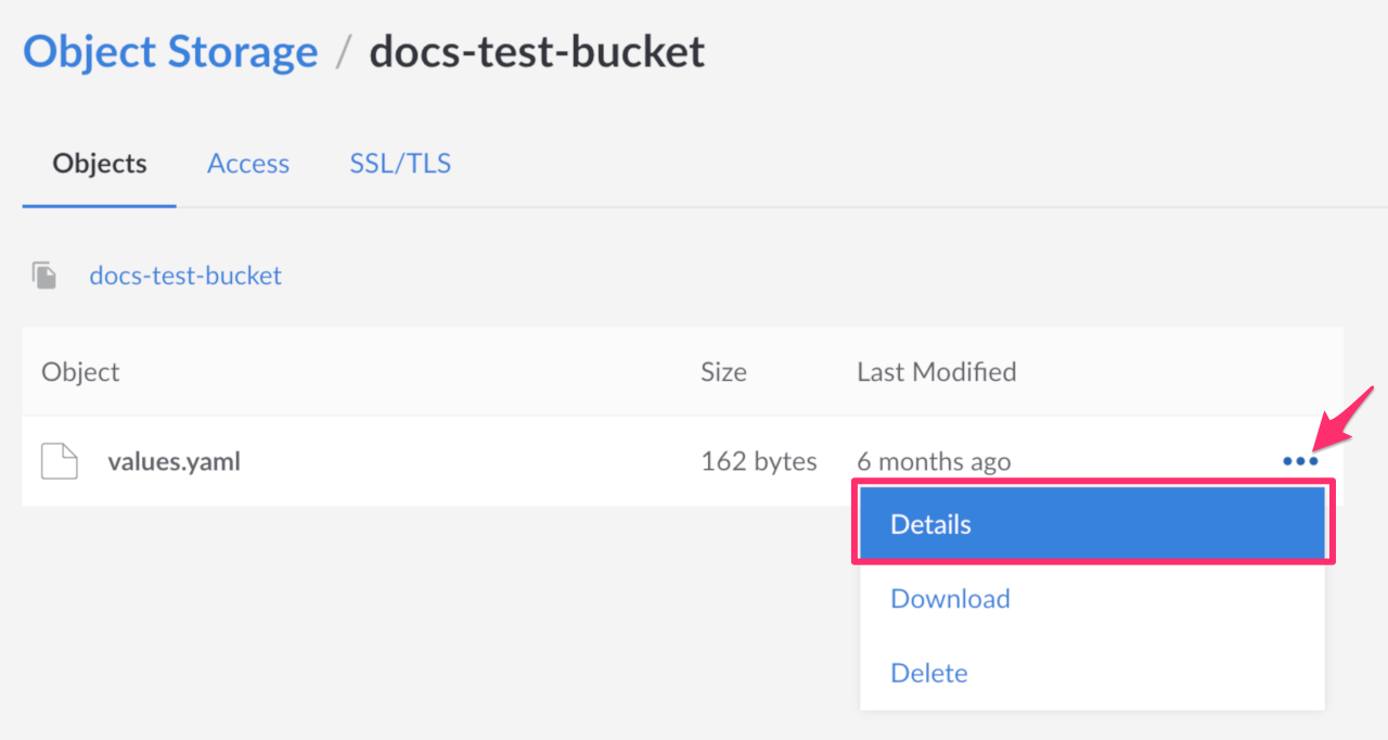 Object Storage / docs-test-bucket
Objects Access SSL/TLS
docs-test-bucket
Object Size Last Modified
values.yaml 162 bytes 6 months ago
Details
Download
Delete